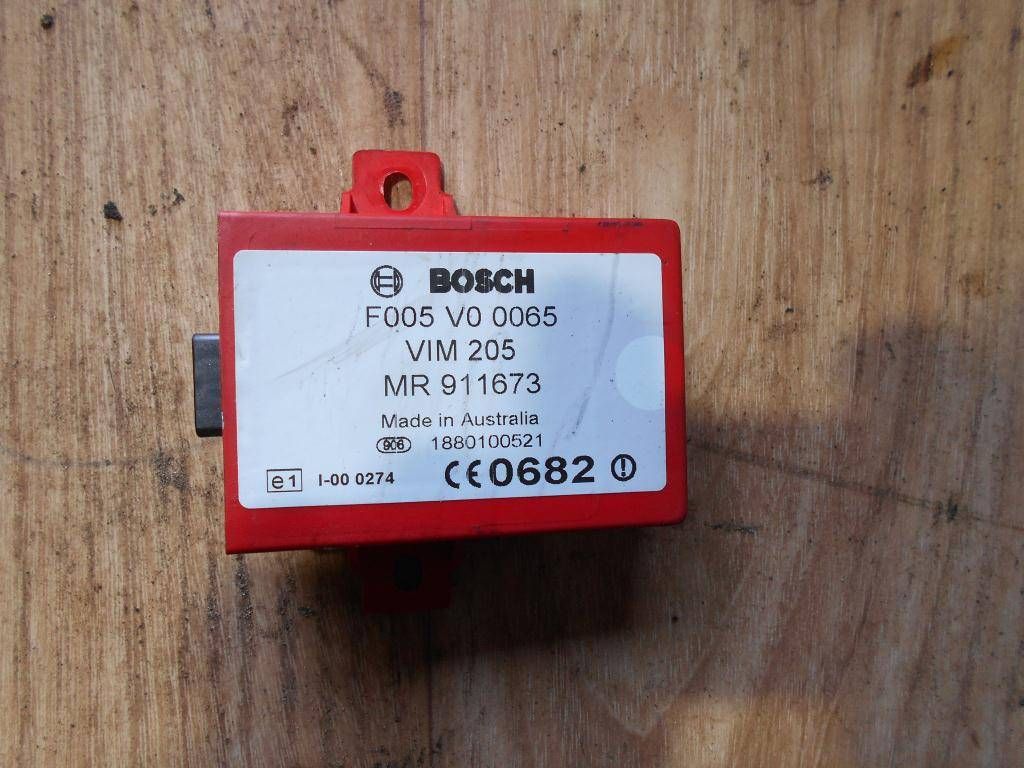 BOSCH
F005 V0 0065
VIM 205
MR 911673
Made in Australia
906 1880100521
e1 I-00 0274 CE0682